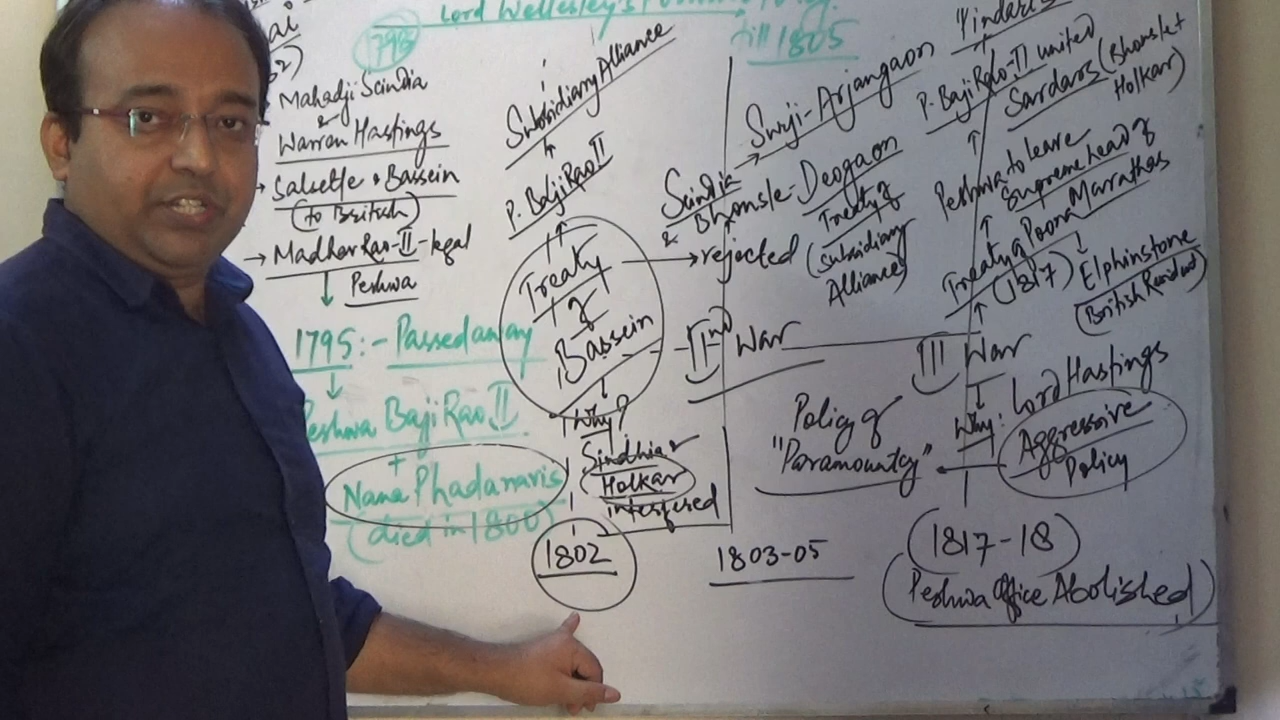 Lord Wellesley's
1798
till 1805
Mahadji Scindia
&
Warren Hastings
Salsette & Bassein
(to British)
→ Madhav Rao-II - legal
Peshwa
1795:- Passed away
Peshwa Baji Rao II
+
Nana Phadanavis
(died in 1800)
Subsidiary Alliance
P. Baji Rao II
Treaty
of
Bassein
Why?
Sindhia &
Holkar
interfered
1802
Scindia → Surji-Arjangaon
& Bhonsle - Deogaon
Treaty of
(Subsidiary
Alliance)
→ rejected
IInd War
1803-05
Pindaris
P. Baji Rao-II united
Sardars (Bhonsle +
Holkar)
Peshwa to leave
Supreme head of
Marathas
Treaty of Poona
(1817)
Elphinstone
(British Resident)
III War
Why: Lord Hastings
Aggressive
Policy
Policy of
"Paramountcy"
(1817-18)
(Peshwa Office Abolished)